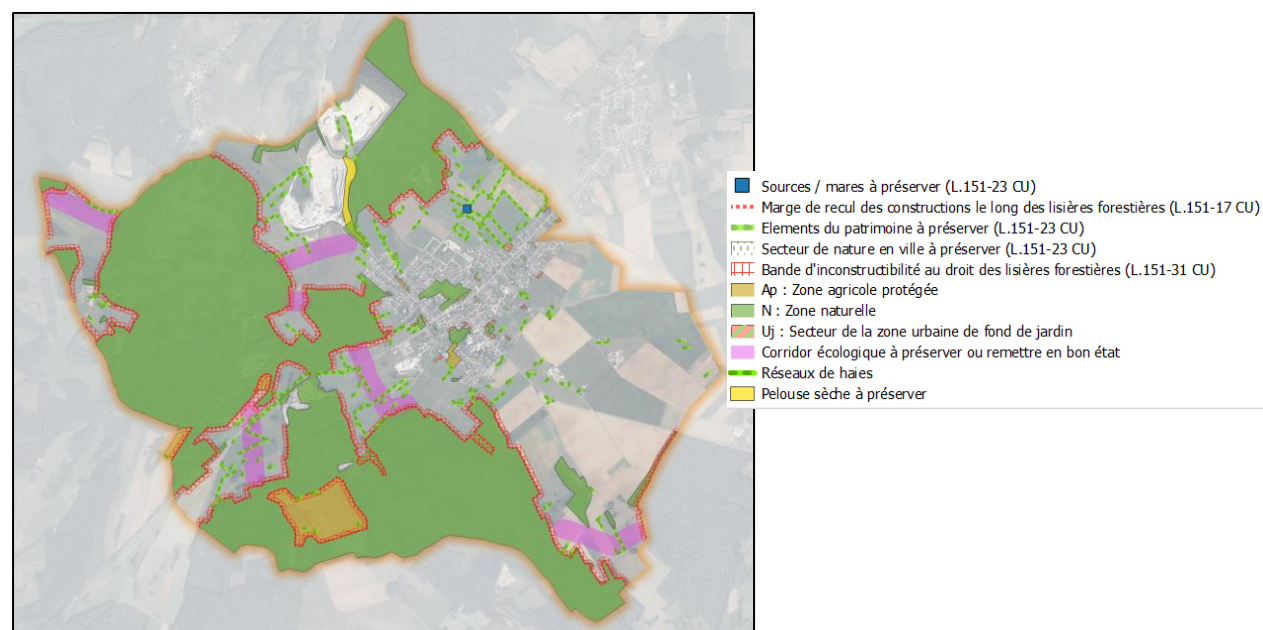 Sources / mares à préserver (L.151-23 CU)
Marge de recul des constructions le long des lisières forestières (L.151-17 CU)
Elements du patrimoine à préserver (L.151-23 CU)
Secteur de nature en ville à préserver (L.151-23 CU)
Bande d'inconstructibilité au droit des lisières forestières (L.151-31 CU)
Ap : Zone agricole protégée
N : Zone naturelle
Uj : Secteur de la zone urbaine de fond de jardin
Corridor écologique à préserver ou remettre en bon état
Réseaux de haies
Pelouse sèche à préserver